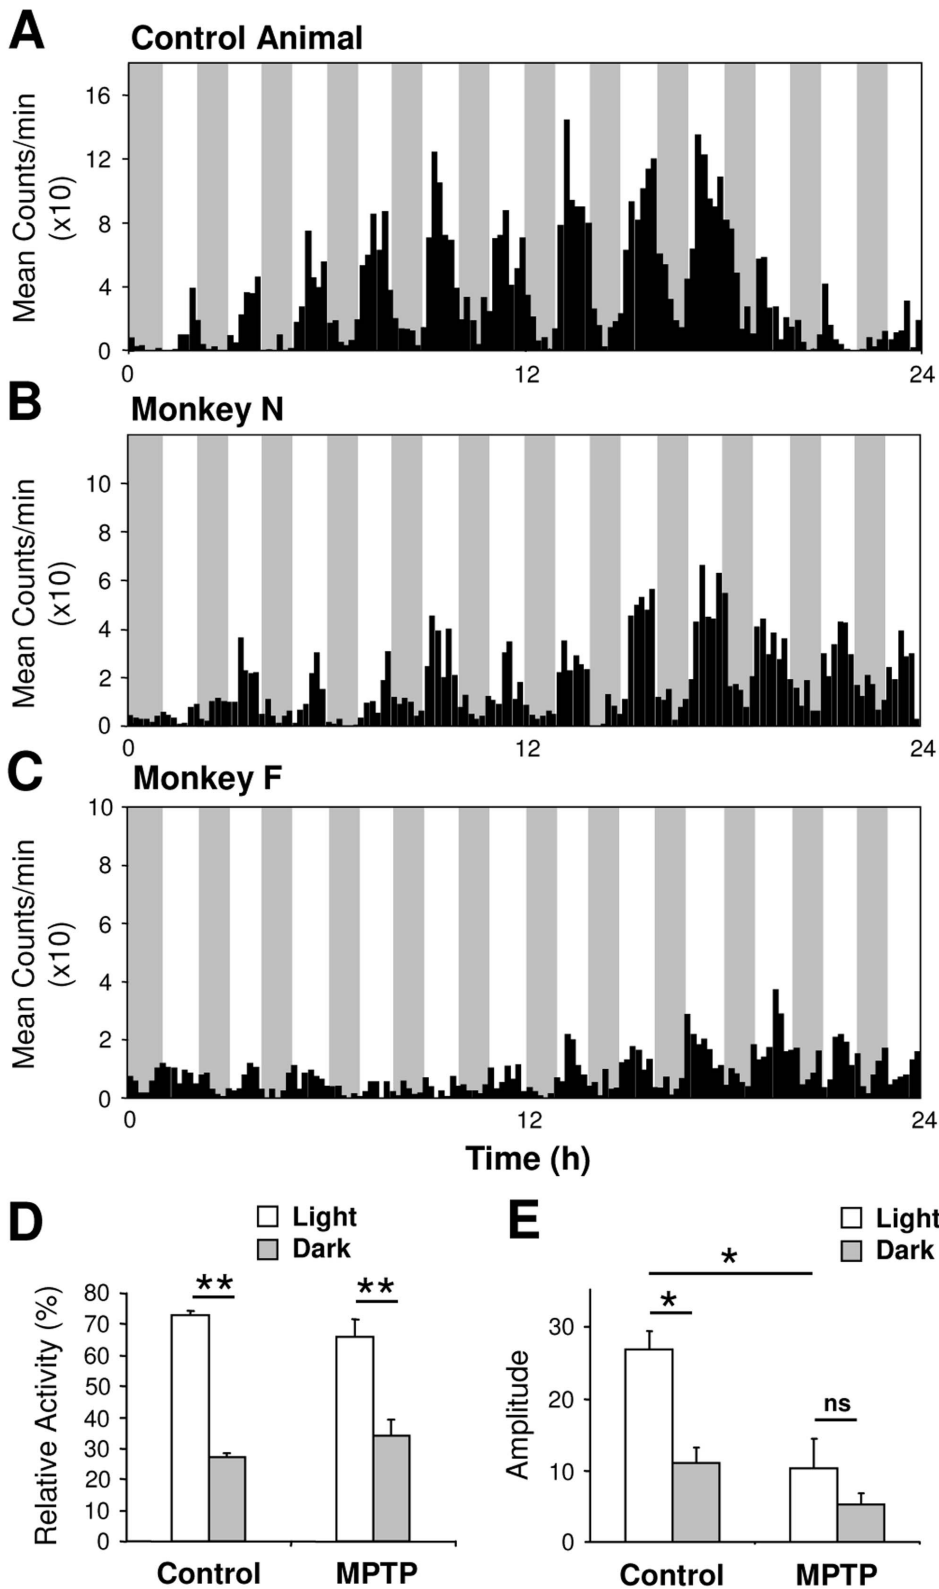 A
Control Animal
Mean Counts/min
(x10)
16
12
8
4
0
0 12 24
B
Monkey N
Mean Counts/min
(x10)
10
8
6
4
2
0
0 12 24
C
Monkey F
Mean Counts/min
(x10)
10
8
6
4
2
0
0 12 24
Time (h)
D
Light
Dark
Relative Activity (%)
80
70
60
50
40
30
20
10
0
** **
Control MPTP
E
Light
Dark
Amplitude
30
20
10
0
*
*
ns
Control MPTP